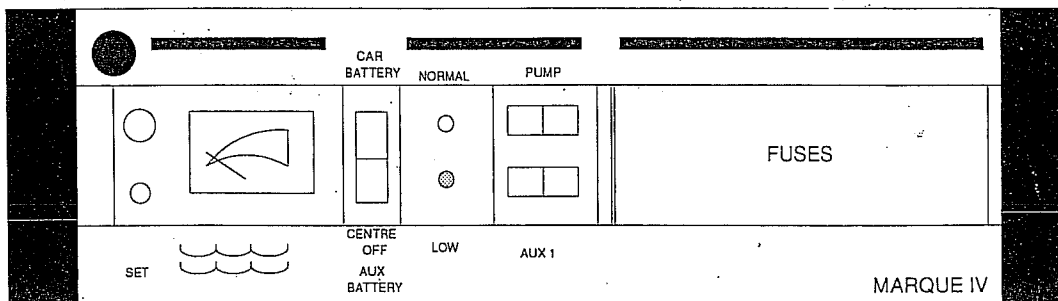 CAR
BATTERY
NORMAL
PUMP
FUSES
SET
CENTRE
OFF
AUX
BATTERY
LOW
AUX 1
MARQUE IV